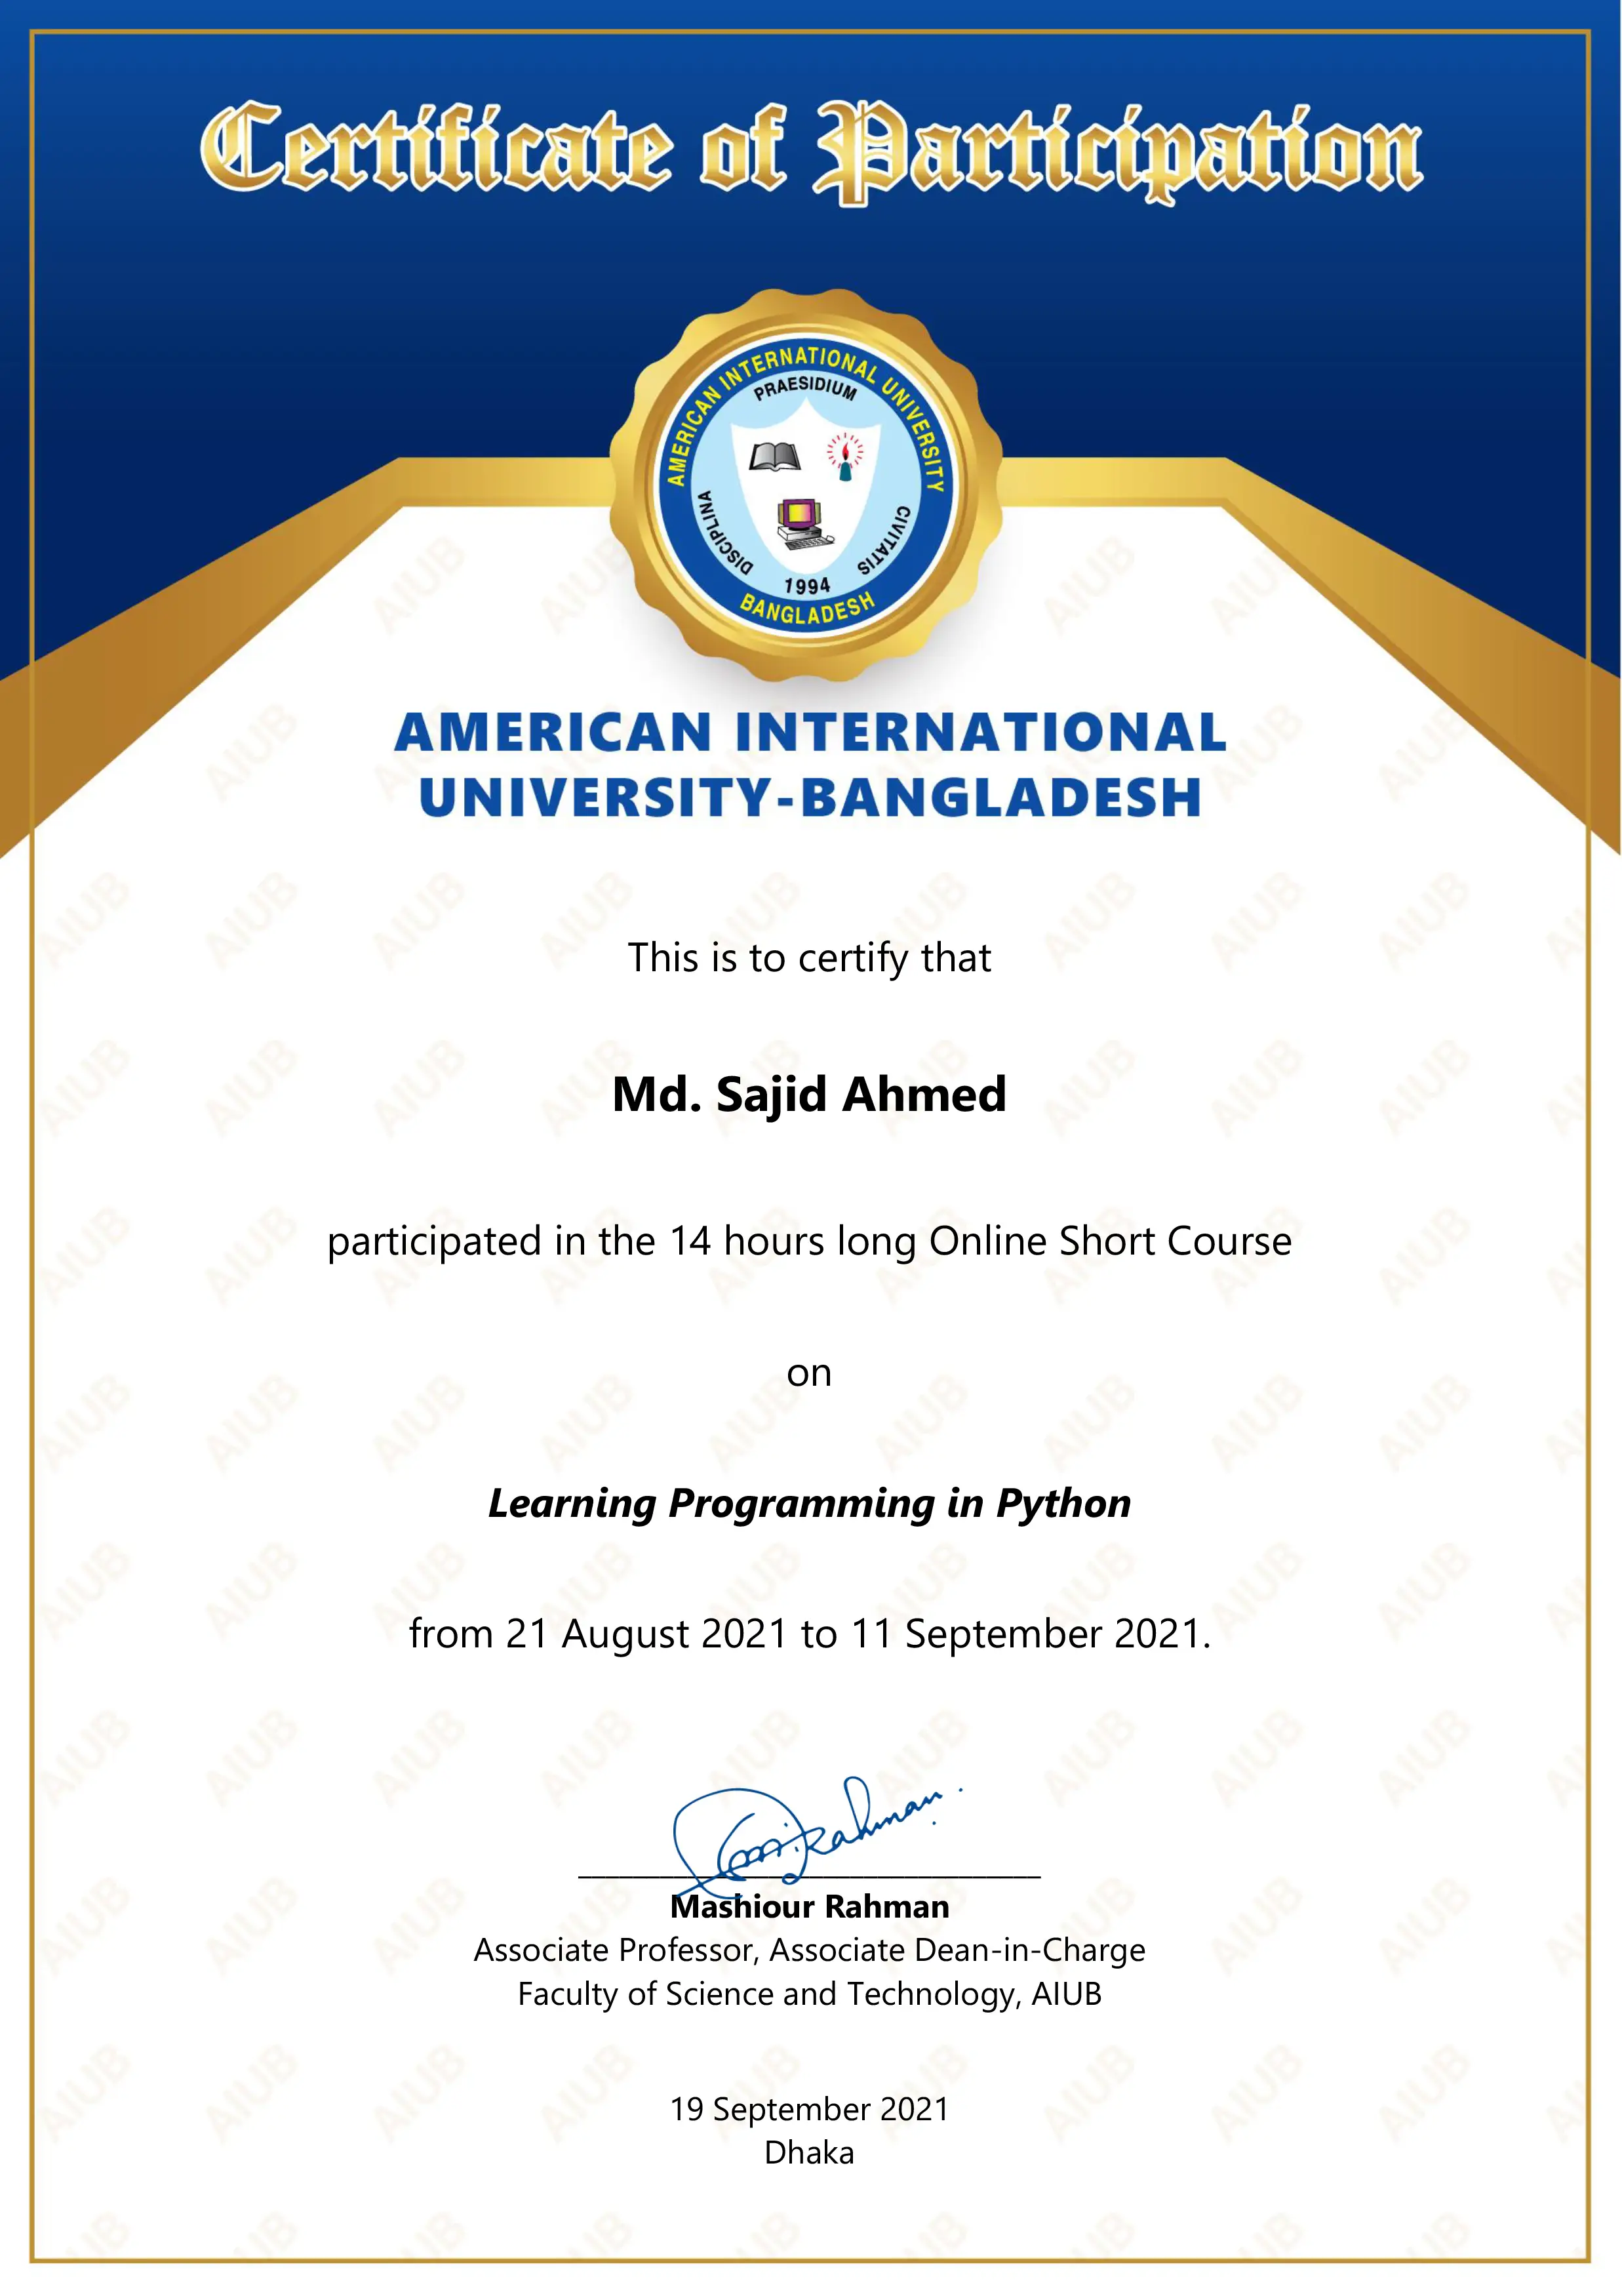 Certificate of Participation
AMERICAN INTERNATIONAL UNIVERSITY
PRAESIDIUM
DISCIPLINA
CIVITATIS
1994
BANGLADESH
AMERICAN INTERNATIONAL
UNIVERSITY-BANGLADESH
This is to certify that
Md. Sajid Ahmed
participated in the 14 hours long Online Short Course
on
Learning Programming in Python
from 21 August 2021 to 11 September 2021.
Mashiour Rahman
Associate Professor, Associate Dean-in-Charge
Faculty of Science and Technology, AIUB
19 September 2021
Dhaka